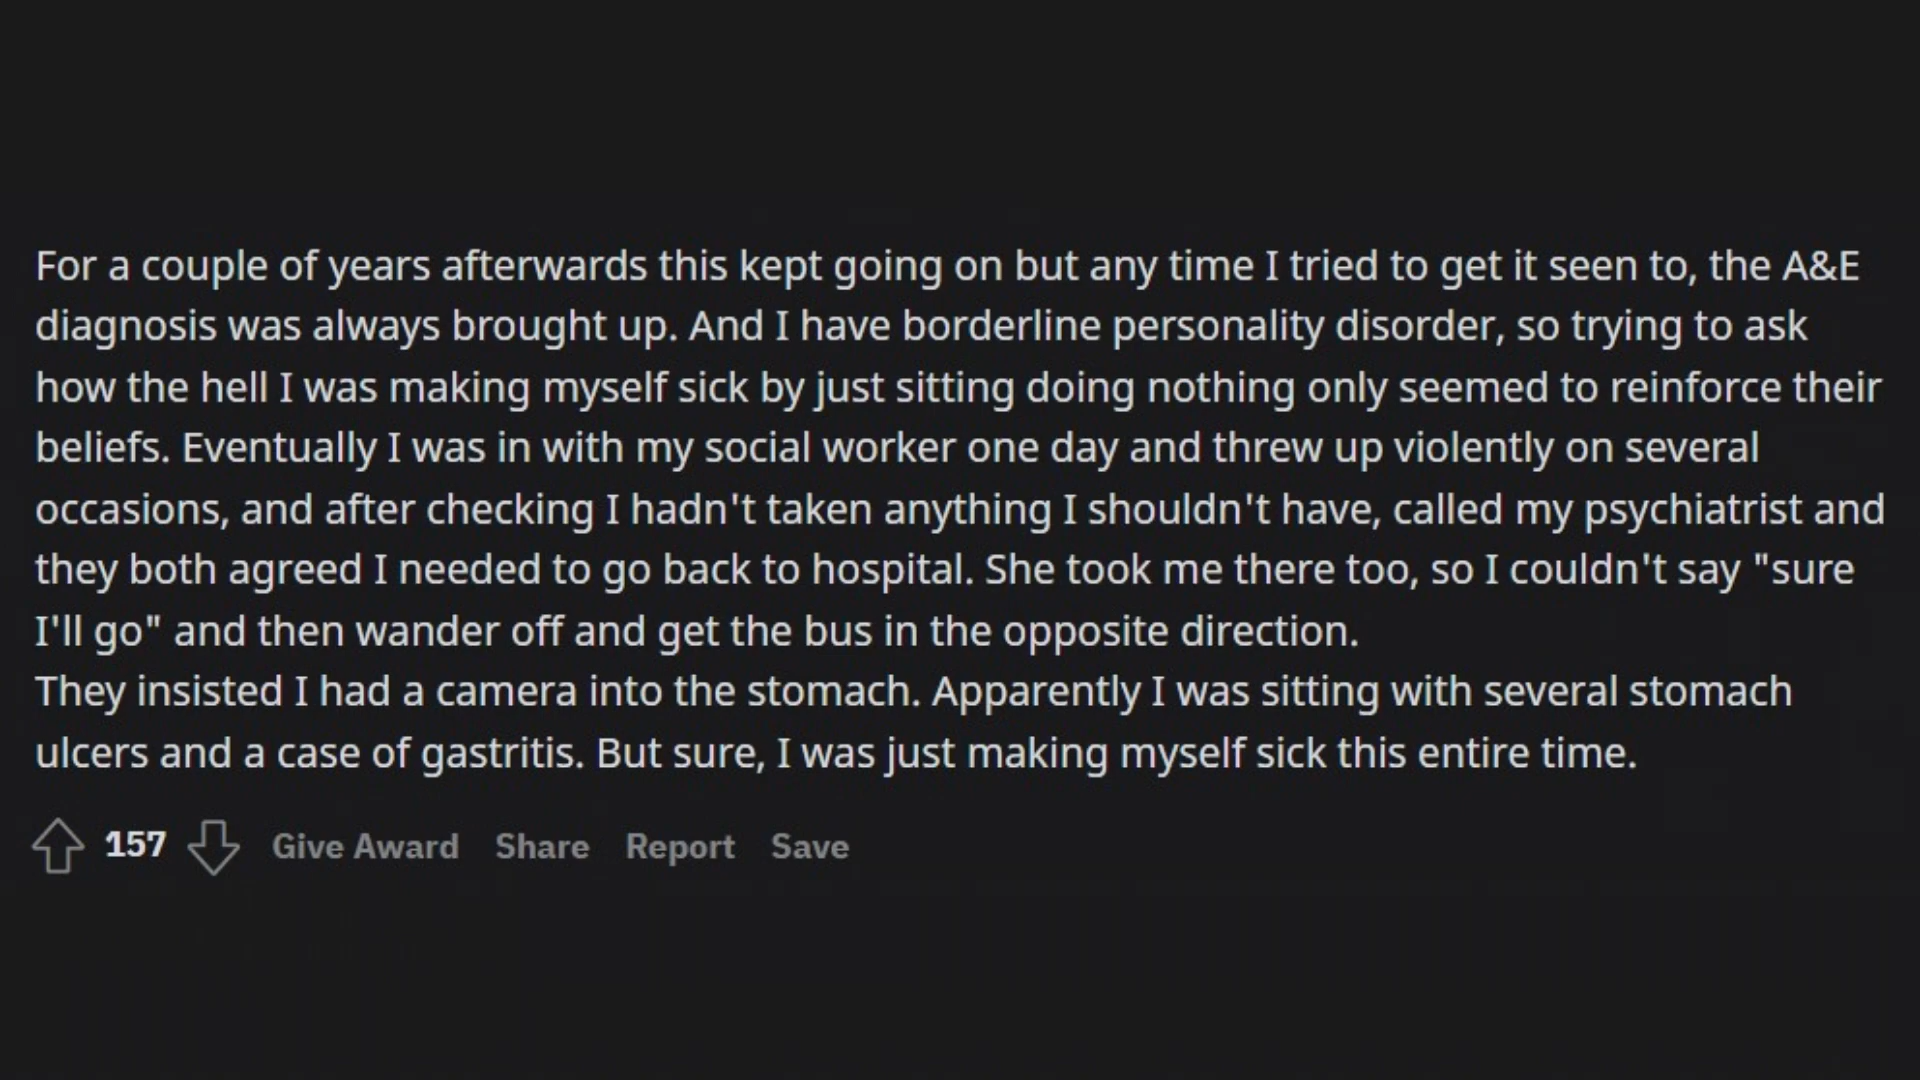 For a couple of years afterwards this kept going on but any time I tried to get it seen to, the A&E
diagnosis was always brought up. And I have borderline personality disorder, so trying to ask
how the hell I was making myself sick by just sitting doing nothing only seemed to reinforce their
beliefs. Eventually I was in with my social worker one day and threw up violently on several
occasions, and after checking I hadn't taken anything I shouldn't have, called my psychiatrist and
they both agreed I needed to go back to hospital. She took me there too, so I couldn't say "sure
I'll go" and then wander off and get the bus in the opposite direction.
They insisted I had a camera into the stomach. Apparently I was sitting with several stomach
ulcers and a case of gastritis. But sure, I was just making myself sick this entire time.
157 Give Award Share Report Save